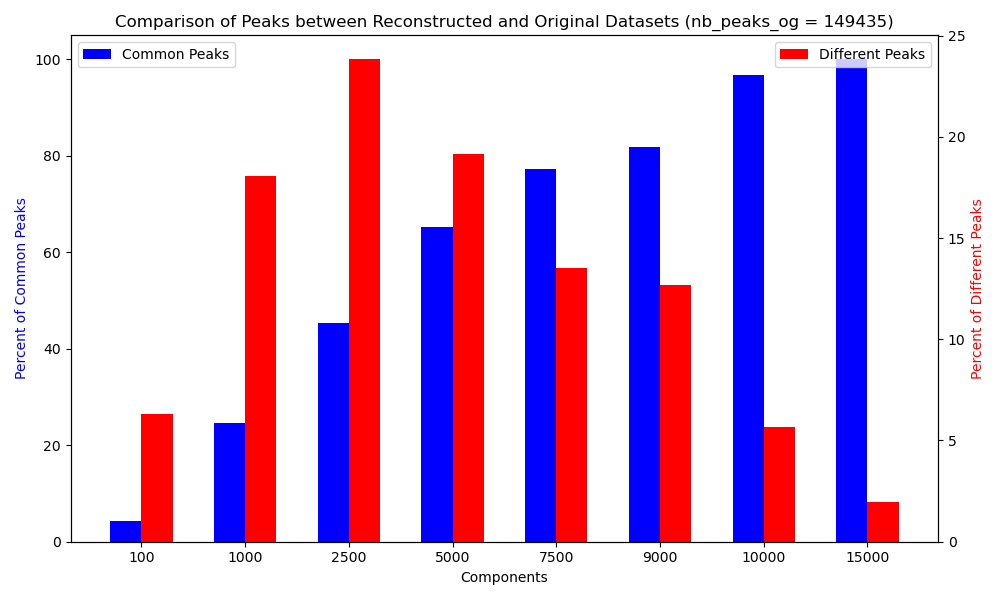 Comparison of Peaks between Reconstructed and Original Datasets (nb_peaks_og = 149435)
Common Peaks
Different Peaks
Percent of Common Peaks
100
80
60
40
20
0
25
20
15
10
5
0
Percent of Different Peaks
100 1000 2500 5000 7500 9000 10000 15000
Components